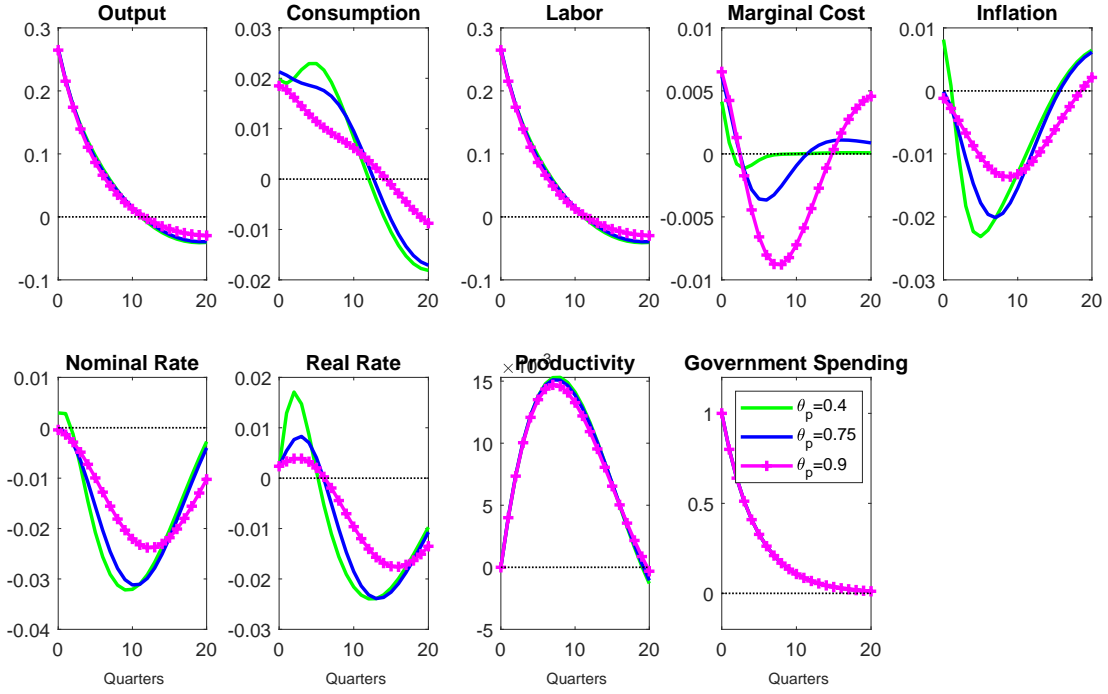 Output
0.3
0.2
0.1
0
-0.1
0 10 20
Consumption
0.04
0.03
0.02
0.01
0
-0.01
-0.02
0 10 20
Labor
0.3
0.2
0.1
0
-0.1
0 10 20
Marginal Cost
0.01
0.005
0
-0.005
-0.01
0 10 20
Inflation
0.01
0
-0.01
-0.02
-0.03
0 10 20
Nominal Rate
0.01
0
-0.01
-0.02
-0.03
-0.04
0 10 20
Quarters
Real Rate
0.02
0.01
0
-0.01
-0.02
-0.03
0 10 20
Quarters
Productivity
× 10⁻³
15
10
5
0
-5
0 10 20
Government Spending
1
0.5
0
0 10 20
Quarters
θp=0.4
θp=0.75
θp=0.9